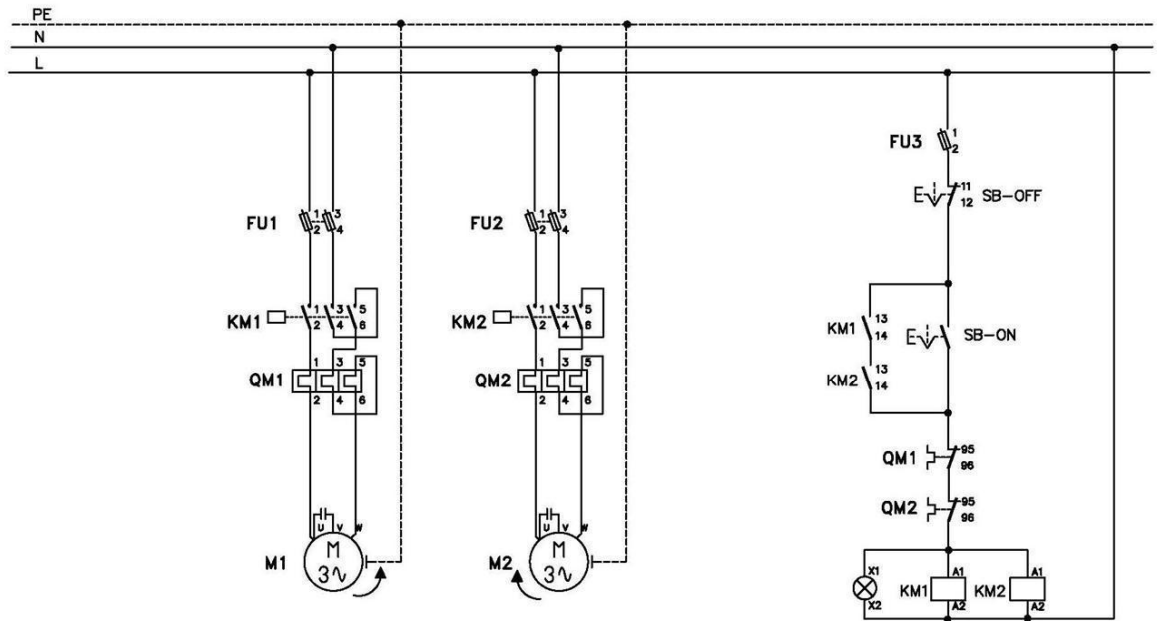 PE
N
L
FU1 1 3
2 4
FU2 1 3
2 4
FU3 1
2
E 11
12 SB-OFF
KM1 1 3 5
2 4 6
KM2 1 3 5
2 4 6
KM1 13
14
E SB-ON
KM2 13
14
QM1 1 3 5
2 4 6
QM2 1 3 5
2 4 6
QM1 95
96
QM2 95
96
U V W
M1 M
3∿
U V W
M2 M
3∿
X1
X2
KM1 A1
A2
KM2 A1
A2